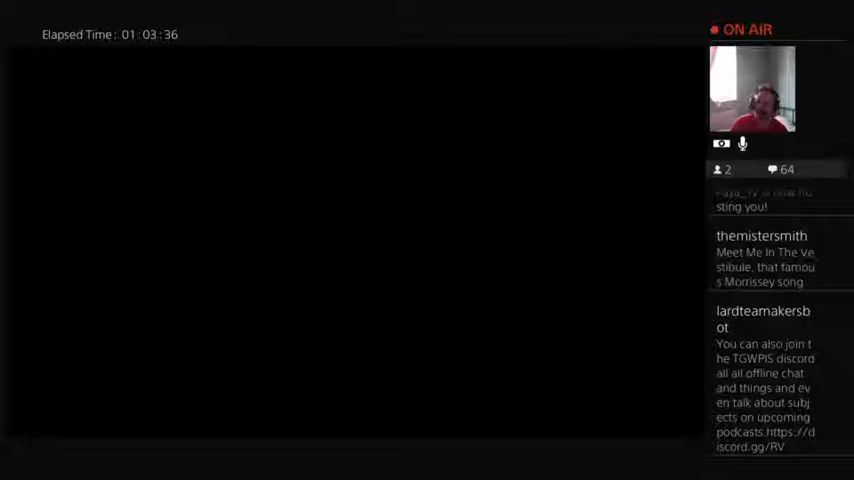 Elapsed Time: 01:03:36
ON AIR
2
64
sting you!
themistersmith
Meet Me In The Ve
stibule, that famou
s Morrissey song
lardteamakersb
ot
You can also join t
he TGWPIS discord
all all offline chat
and things and ev
en talk about subj
ects on upcoming
podcasts.https://d
iscord.gg/RV